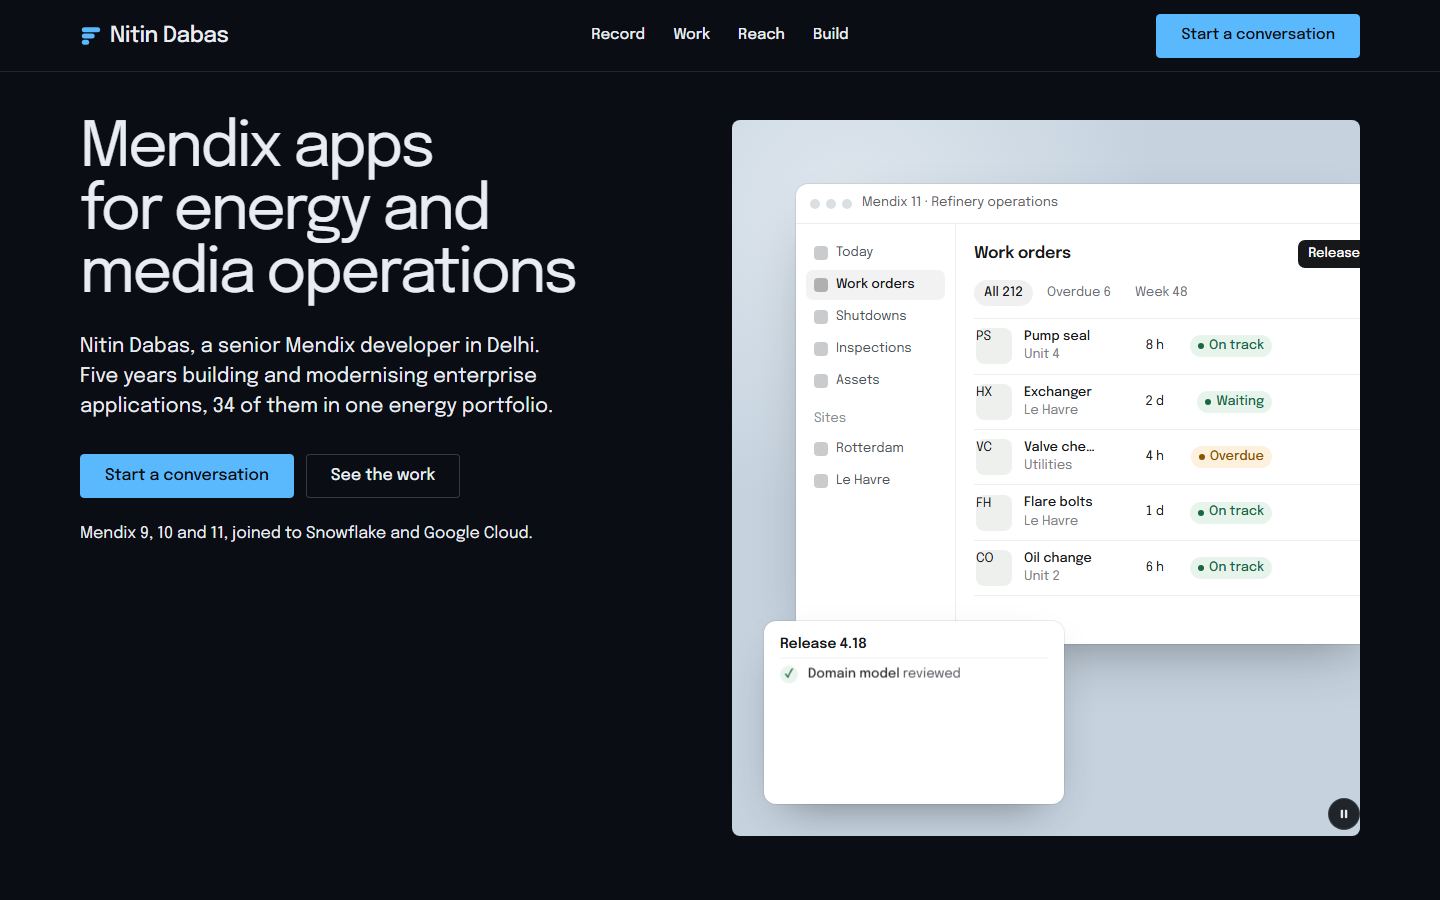 Nitin Dabas
Record
Work
Reach
Build
Start a conversation
Mendix apps
for energy and
media operations
Nitin Dabas, a senior Mendix developer in Delhi.
Five years building and modernising enterprise
applications, 34 of them in one energy portfolio.
Start a conversation
See the work
Mendix 9, 10 and 11, joined to Snowflake and Google Cloud.
Mendix 11 · Refinery operations
Today
Work orders
Shutdowns
Inspections
Assets
Sites
Rotterdam
Le Havre
Work orders
Release
All 212
Overdue 6
Week 48
PS
Pump seal
Unit 4
8 h
On track
HX
Exchanger
Le Havre
2 d
Waiting
VC
Valve che…
Utilities
4 h
Overdue
FH
Flare bolts
Le Havre
1 d
On track
CO
Oil change
Unit 2
6 h
On track
Release 4.18
Domain model reviewed